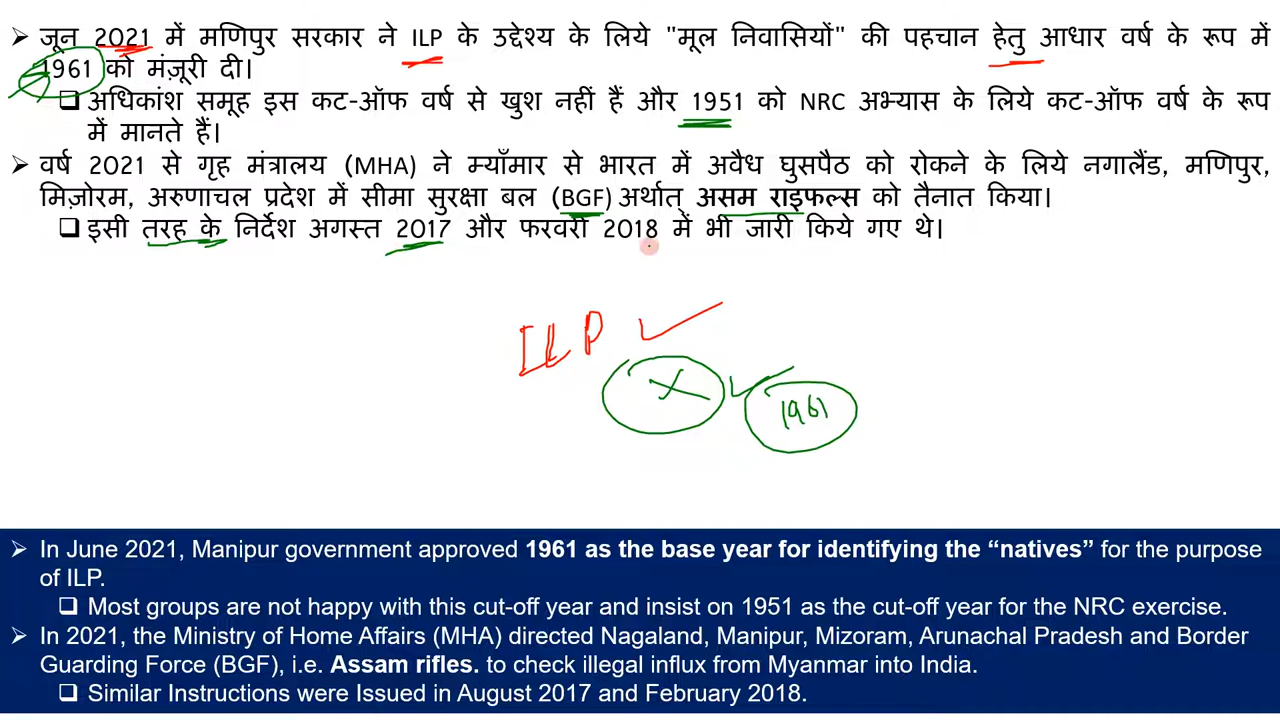 ➢ जून 2021 में मणिपुर सरकार ने ILP के उद्देश्य के लिये "मूल निवासियों" की पहचान हेतु आधार वर्ष के रूप में
1961 को मंज़ूरी दी।
❑ अधिकांश समूह इस कट-ऑफ वर्ष से खुश नहीं हैं और 1951 को NRC अभ्यास के लिये कट-ऑफ वर्ष के रूप
में मानते हैं।
➢ वर्ष 2021 से गृह मंत्रालय (MHA) ने म्याँमार से भारत में अवैध घुसपैठ को रोकने के लिये नगालैंड, मणिपुर,
मिज़ोरम, अरुणाचल प्रदेश में सीमा सुरक्षा बल (BGF) अर्थात् असम राइफल्स को तैनात किया।
❑ इसी तरह के निर्देश अगस्त 2017 और फरवरी 2018 में भी जारी किये गए थे।
ILP
X
1961
➢ In June 2021, Manipur government approved 1961 as the base year for identifying the “natives” for the purpose
of ILP.
❑ Most groups are not happy with this cut-off year and insist on 1951 as the cut-off year for the NRC exercise.
➢ In 2021, the Ministry of Home Affairs (MHA) directed Nagaland, Manipur, Mizoram, Arunachal Pradesh and Border
Guarding Force (BGF), i.e. Assam rifles. to check illegal influx from Myanmar into India.
❑ Similar Instructions were Issued in August 2017 and February 2018.